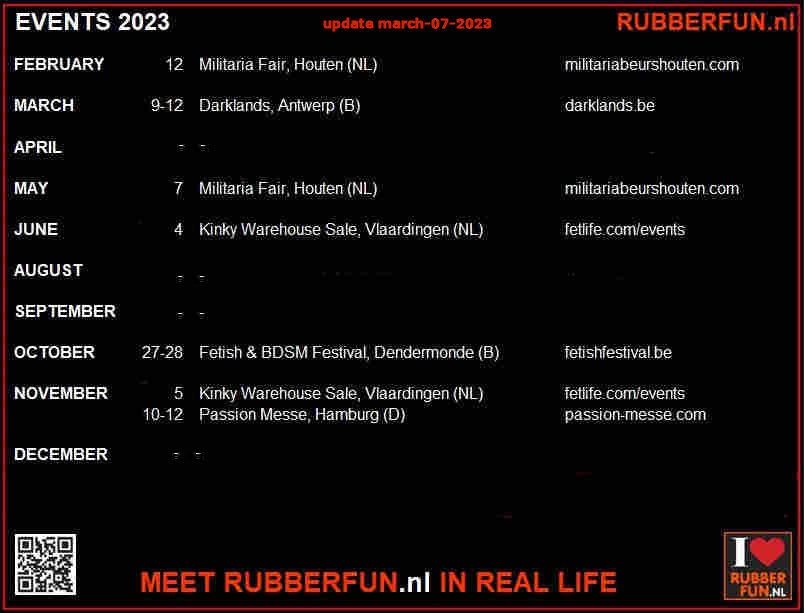 EVENTS 2023 update march-07-2023 RUBBERFUN.nl
FEBRUARY 12 Militaria Fair, Houten (NL) militariabeurshouten.com
MARCH 9-12 Darklands, Antwerp (B) darklands.be
APRIL - -
MAY 7 Militaria Fair, Houten (NL) militariabeurshouten.com
JUNE 4 Kinky Warehouse Sale, Vlaardingen (NL) fetlife.com/events
AUGUST - -
SEPTEMBER - -
OCTOBER 27-28 Fetish & BDSM Festival, Dendermonde (B) fetishfestival.be
NOVEMBER 5 Kinky Warehouse Sale, Vlaardingen (NL) fetlife.com/events
10-12 Passion Messe, Hamburg (D) passion-messe.com
DECEMBER - -
MEET RUBBERFUN.nl IN REAL LIFE
I
RUBBER
FUN.NL